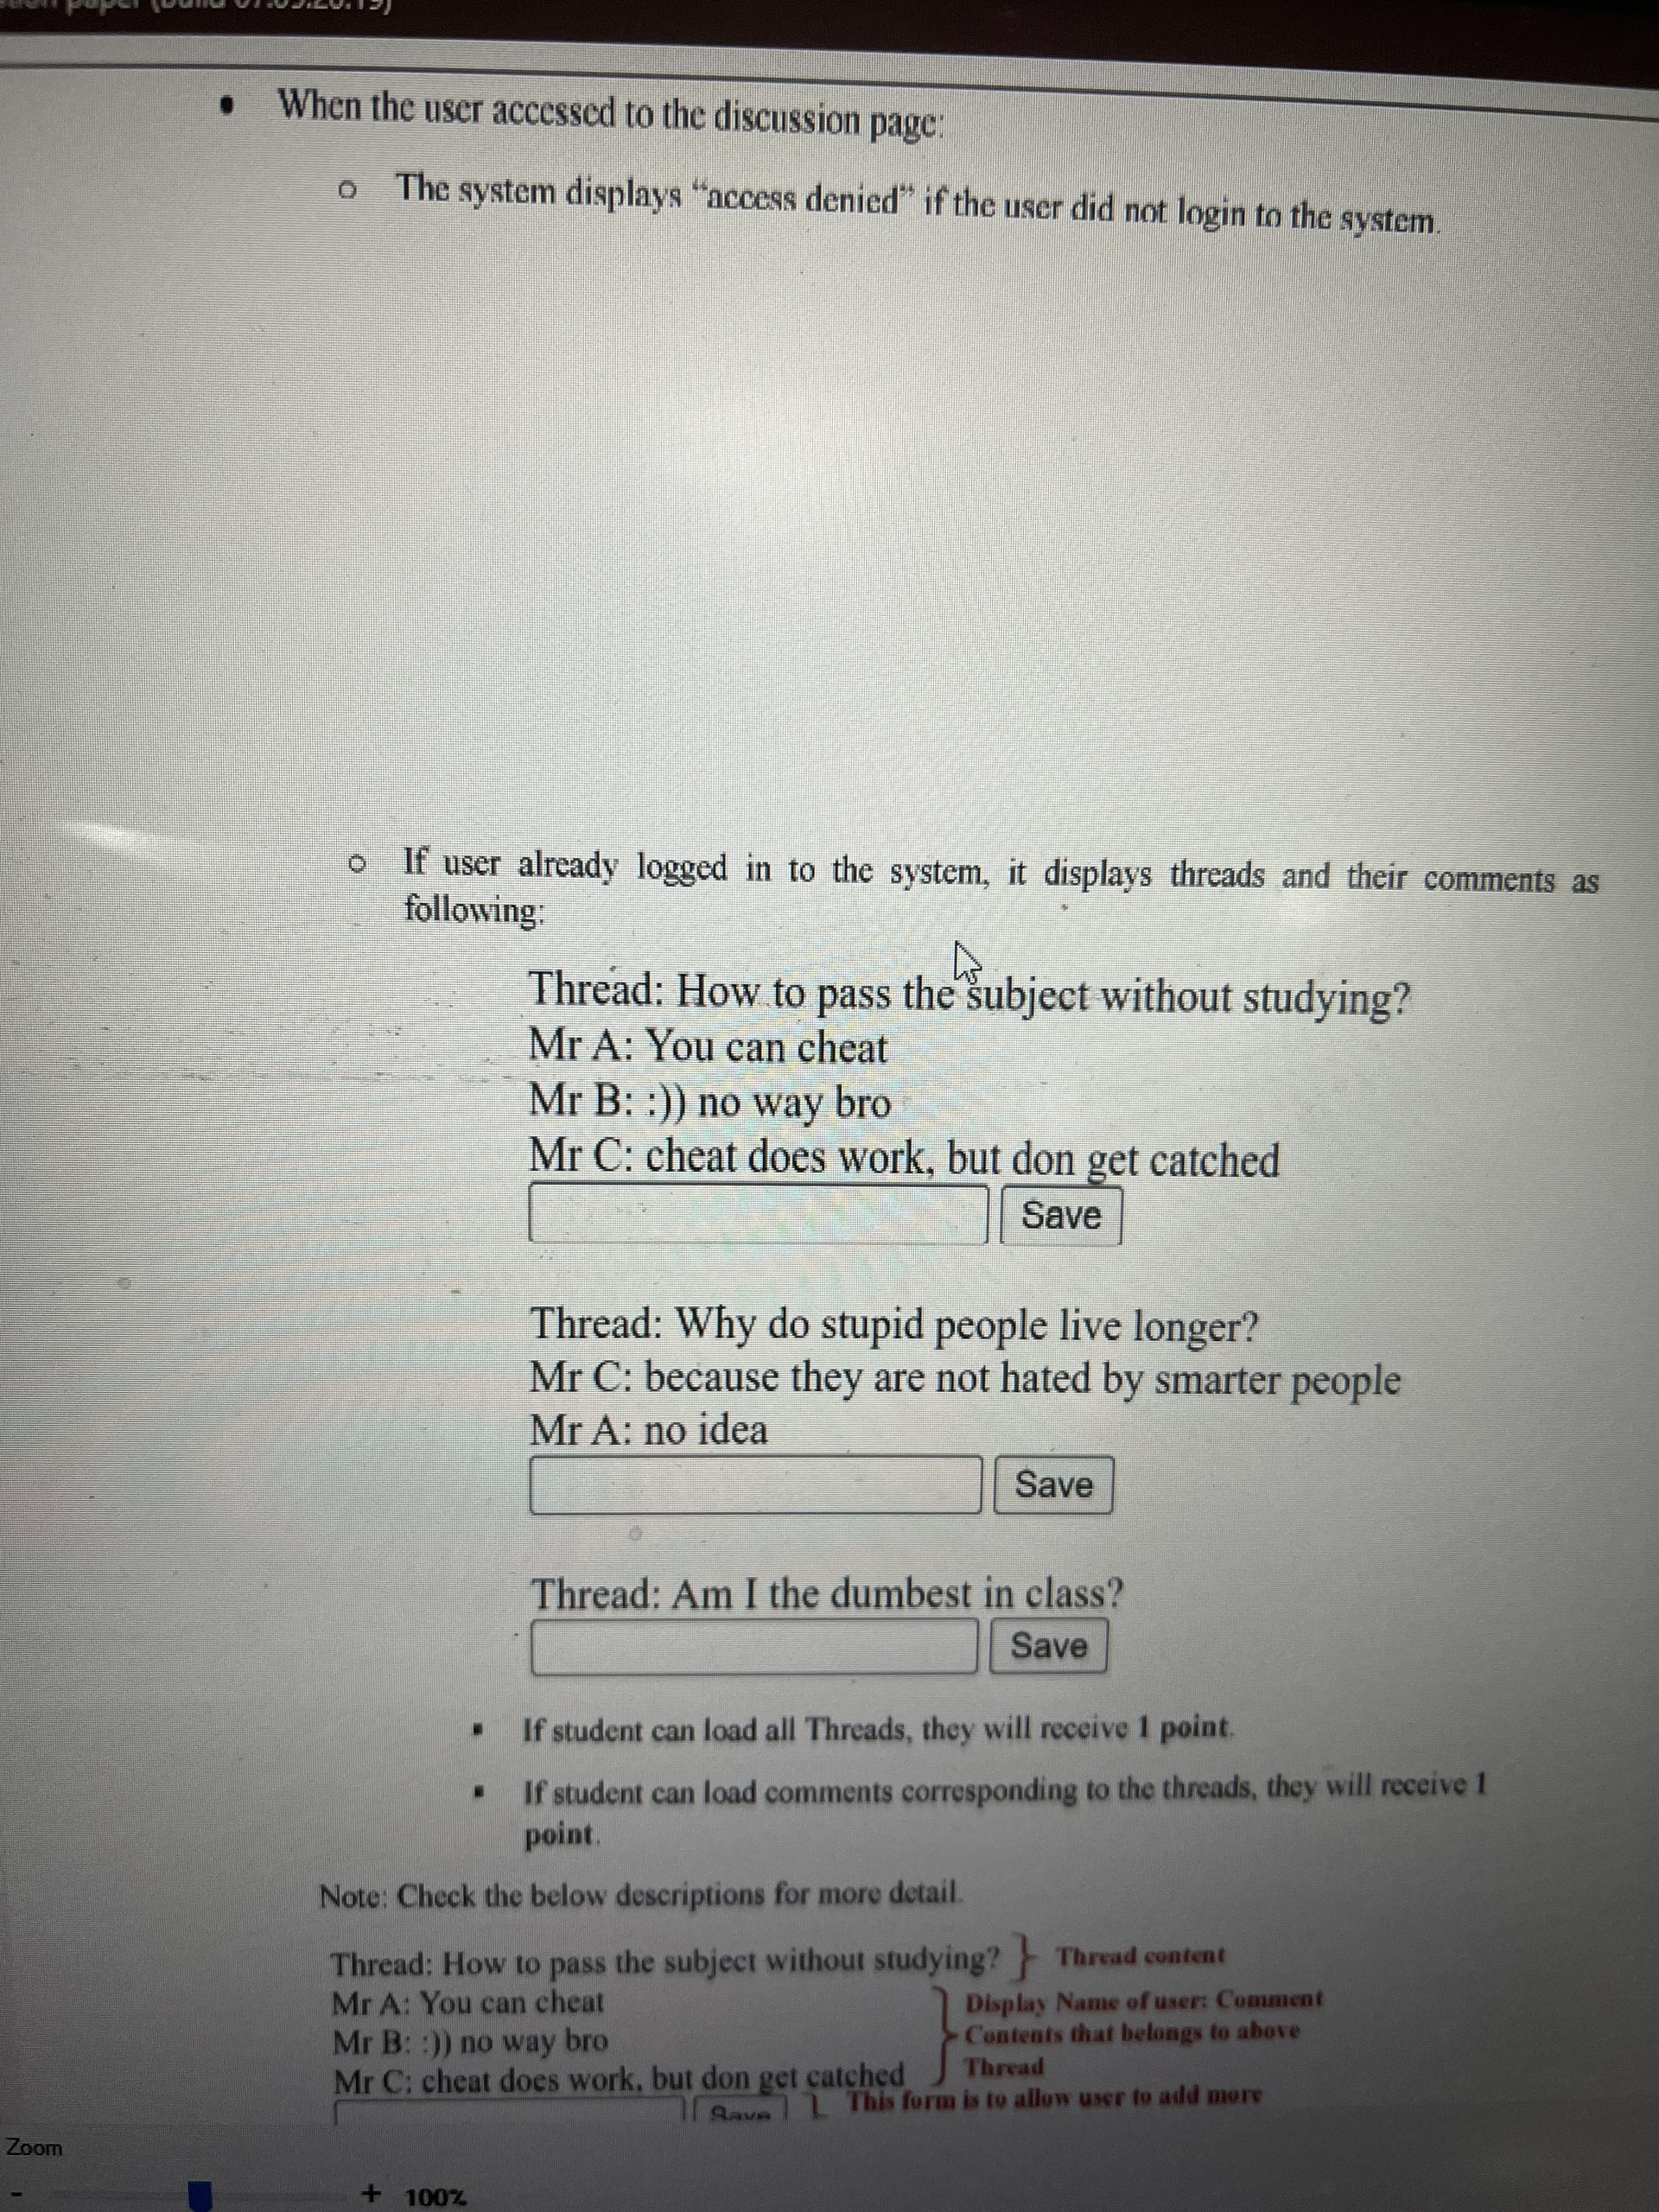 • When the user accessed to the discussion page:
o The system displays “access denied” if the user did not login to the system.
o If user already logged in to the system, it displays threads and their comments as
following:
Thread: How to pass the subject without studying?
Mr A: You can cheat
Mr B: :)) no way bro
Mr C: cheat does work, but don get catched
Save
Thread: Why do stupid people live longer?
Mr C: because they are not hated by smarter people
Mr A: no idea
Save
Thread: Am I the dumbest in class?
Save
▪ If student can load all Threads, they will receive 1 point.
▪ If student can load comments corresponding to the threads, they will receive 1
point.
Note: Check the below descriptions for more detail.
Thread: How to pass the subject without studying? } Thread content
Mr A: You can cheat
Mr B: :)) no way bro
Mr C: cheat does work, but don get catched
Display Name of user: Comment
Contents that belongs to above
Thread
Save
This form is to allow user to add more
Zoom
- + 100%